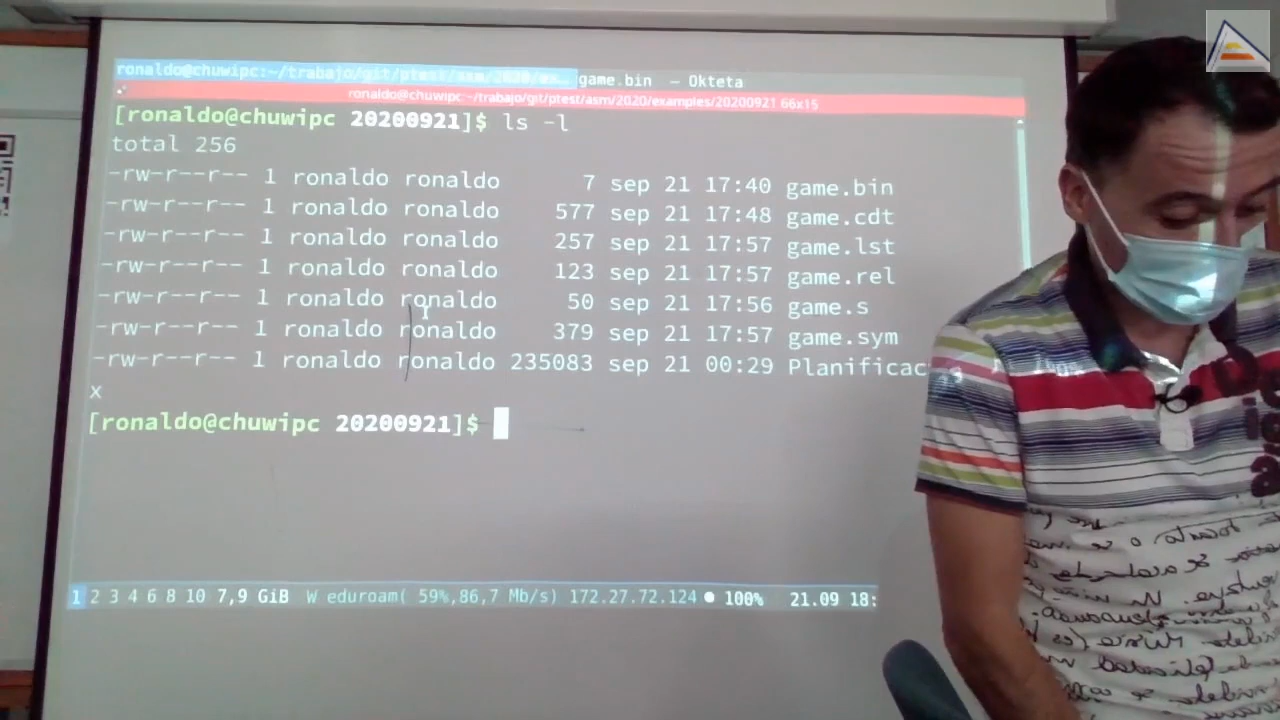 ronaldo@chuwipc:~/trabajo/git/ptest/asm/2020/ex… game.bin — Okteta
ronaldo@chuwipc:~/trabajo/git/ptest/asm/2020/examples/20200921 66x15
[ronaldo@chuwipc 20200921]$ ls -l
total 256
-rw-r--r-- 1 ronaldo ronaldo 7 sep 21 17:40 game.bin
-rw-r--r-- 1 ronaldo ronaldo 577 sep 21 17:48 game.cdt
-rw-r--r-- 1 ronaldo ronaldo 257 sep 21 17:57 game.lst
-rw-r--r-- 1 ronaldo ronaldo 123 sep 21 17:57 game.rel
-rw-r--r-- 1 ronaldo ronaldo 50 sep 21 17:56 game.s
-rw-r--r-- 1 ronaldo ronaldo 379 sep 21 17:57 game.sym
-rw-r--r-- 1 ronaldo ronaldo 235083 sep 21 00:29 Planificac
x
[ronaldo@chuwipc 20200921]$
1 2 3 4 6 8 10 7,9 GiB W eduroam( 59%,86,7 Mb/s) 172.27.72.124 ● 100% 21.09 18: